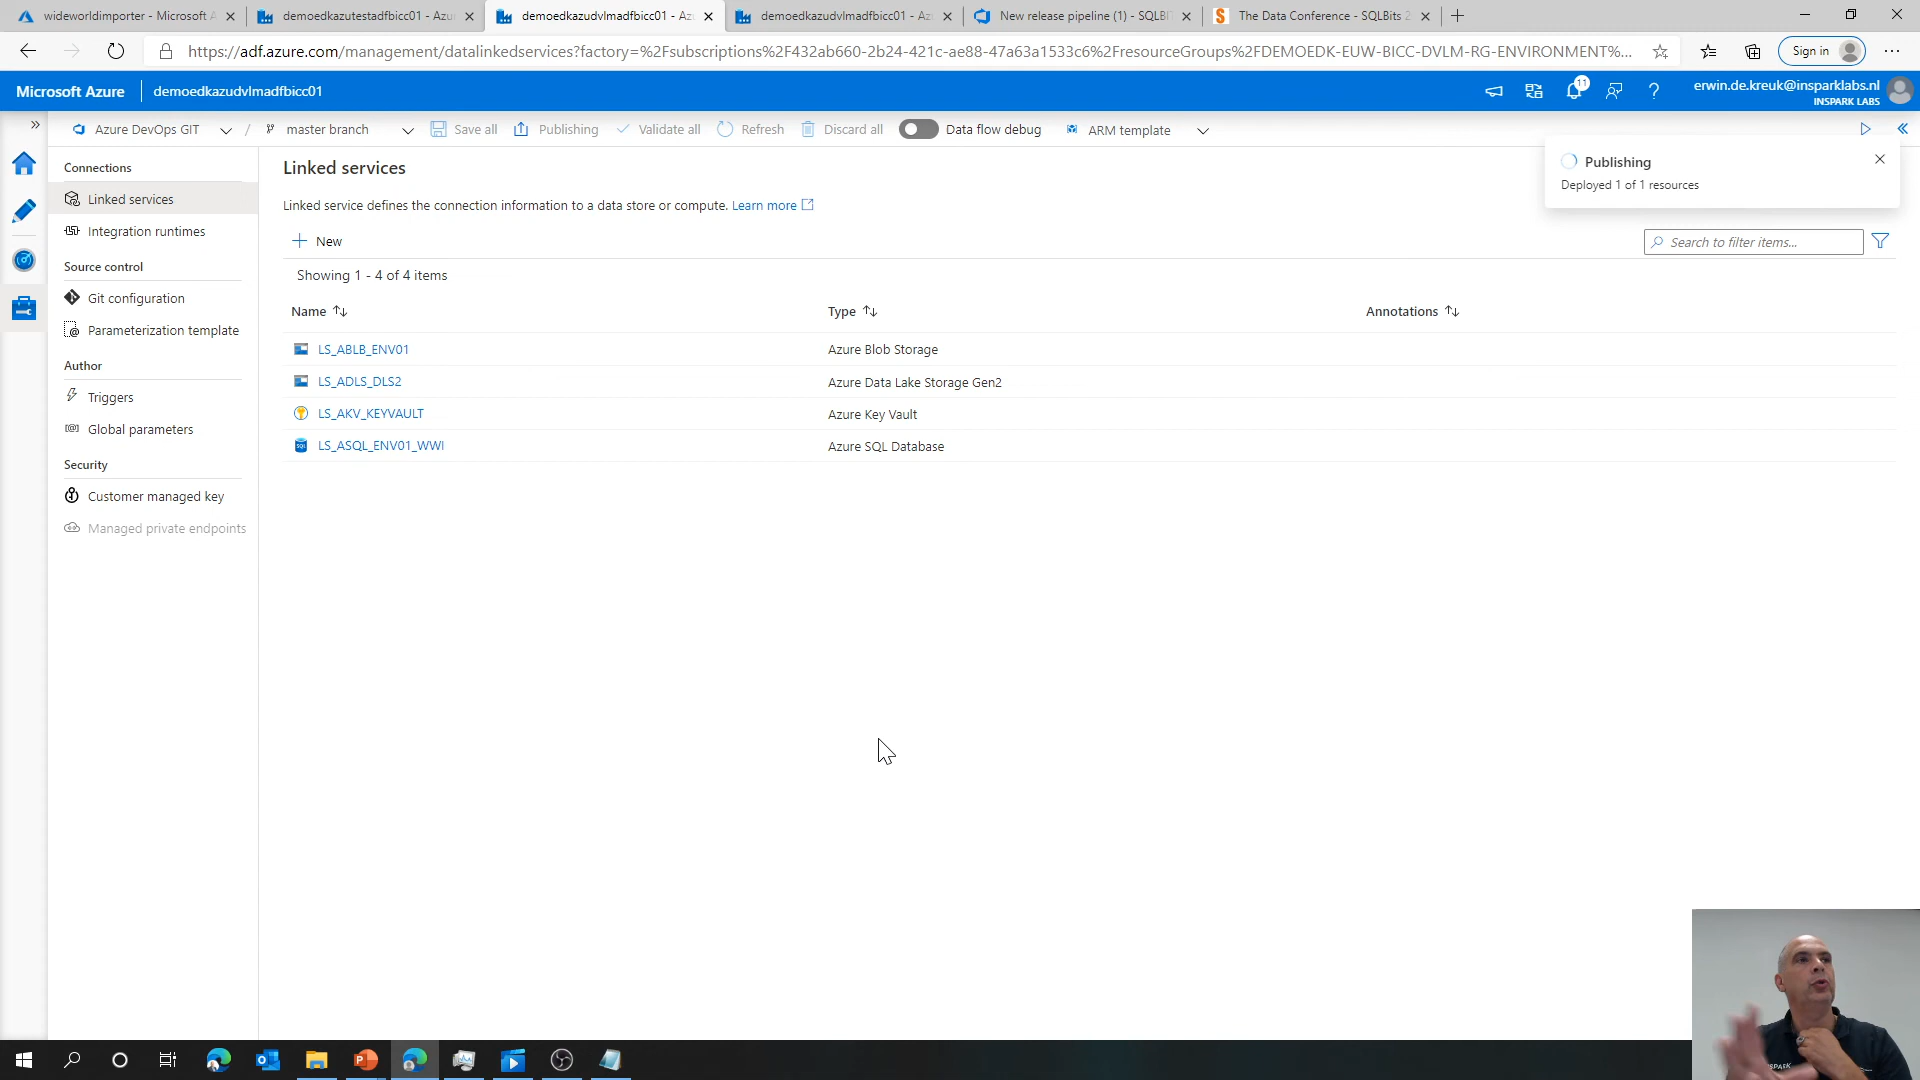 wideworldimporter - Microsoft A
demoedkazutestadfbicc01 - Azu
demoedkazudvlmadfbicc01 - Az
demoedkazudvlmadfbicc01 - Az
New release pipeline (1) - SQLBI
The Data Conference - SQLBits 2
https://adf.azure.com/management/datalinkedservices?factory=%2Fsubscriptions%2F432ab660-2b24-421c-ae88-47a63a1533c6%2FresourceGroups%2FDEMOEDK-EUW-BICC-DVLM-RG-ENVIRONMENT%...
Sign in
Microsoft Azure
demoedkazudvlmadfbicc01
11
erwin.de.kreuk@insparklabs.nl
INSPARK LABS
Azure DevOps GIT
/
master branch
Save all
Publishing
Validate all
Refresh
Discard all
Data flow debug
ARM template
Publishing
Deployed 1 of 1 resources
Connections
Linked services
Integration runtimes
Source control
Git configuration
Parameterization template
Author
Triggers
Global parameters
Security
Customer managed key
Managed private endpoints
Linked services
Linked service defines the connection information to a data store or compute. Learn more
New
Search to filter items...
Showing 1 - 4 of 4 items
Name
Type
Annotations
LS_ABLB_ENV01
Azure Blob Storage
LS_ADLS_DLS2
Azure Data Lake Storage Gen2
LS_AKV_KEYVAULT
Azure Key Vault
LS_ASQL_ENV01_WWI
Azure SQL Database